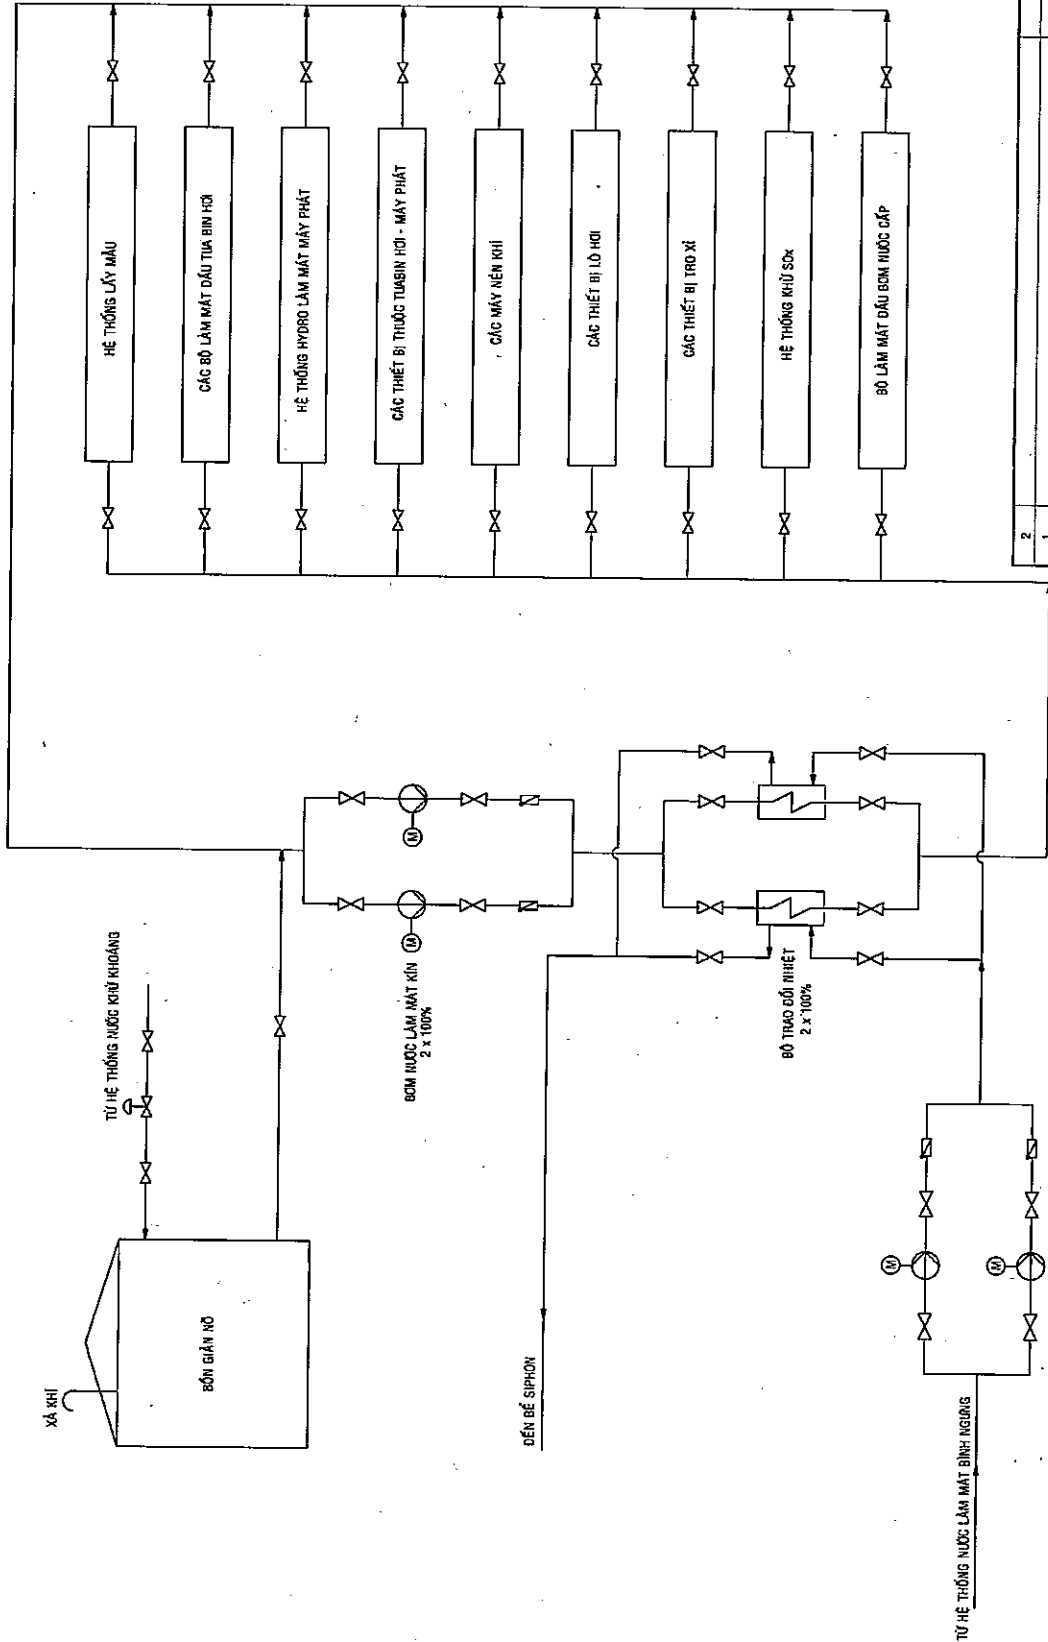 HỆ THỐNG LẤY MẪU
CÁC BỘ LÀM MÁT DẦU TUA BIN HƠI
HỆ THỐNG HYDRO LÀM MÁT MÁY PHÁT
CÁC THIẾT BỊ THUỘC TUABIN HƠI - MÁY PHÁT
CÁC MÁY NÉN KHÍ
CÁC THIẾT BỊ LÒ HƠI
CÁC THIẾT BỊ TRO XỈ
HỆ THỐNG KHỬ SOx
BỘ LÀM MÁT DẦU BƠM NƯỚC CẤP
TỪ HỆ THỐNG NƯỚC KHỬ KHOÁNG
XẢ KHÍ
BỒN GIÃN NỞ
M
M
BƠM NƯỚC LÀM MÁT KÍN
2 x 100%
BỘ TRAO ĐỔI NHIỆT
2 x 100%
ĐẾN BỂ SIPHON
M
M
TỪ HỆ THỐNG NƯỚC LÀM MÁT BÌNH NGƯNG
2
1